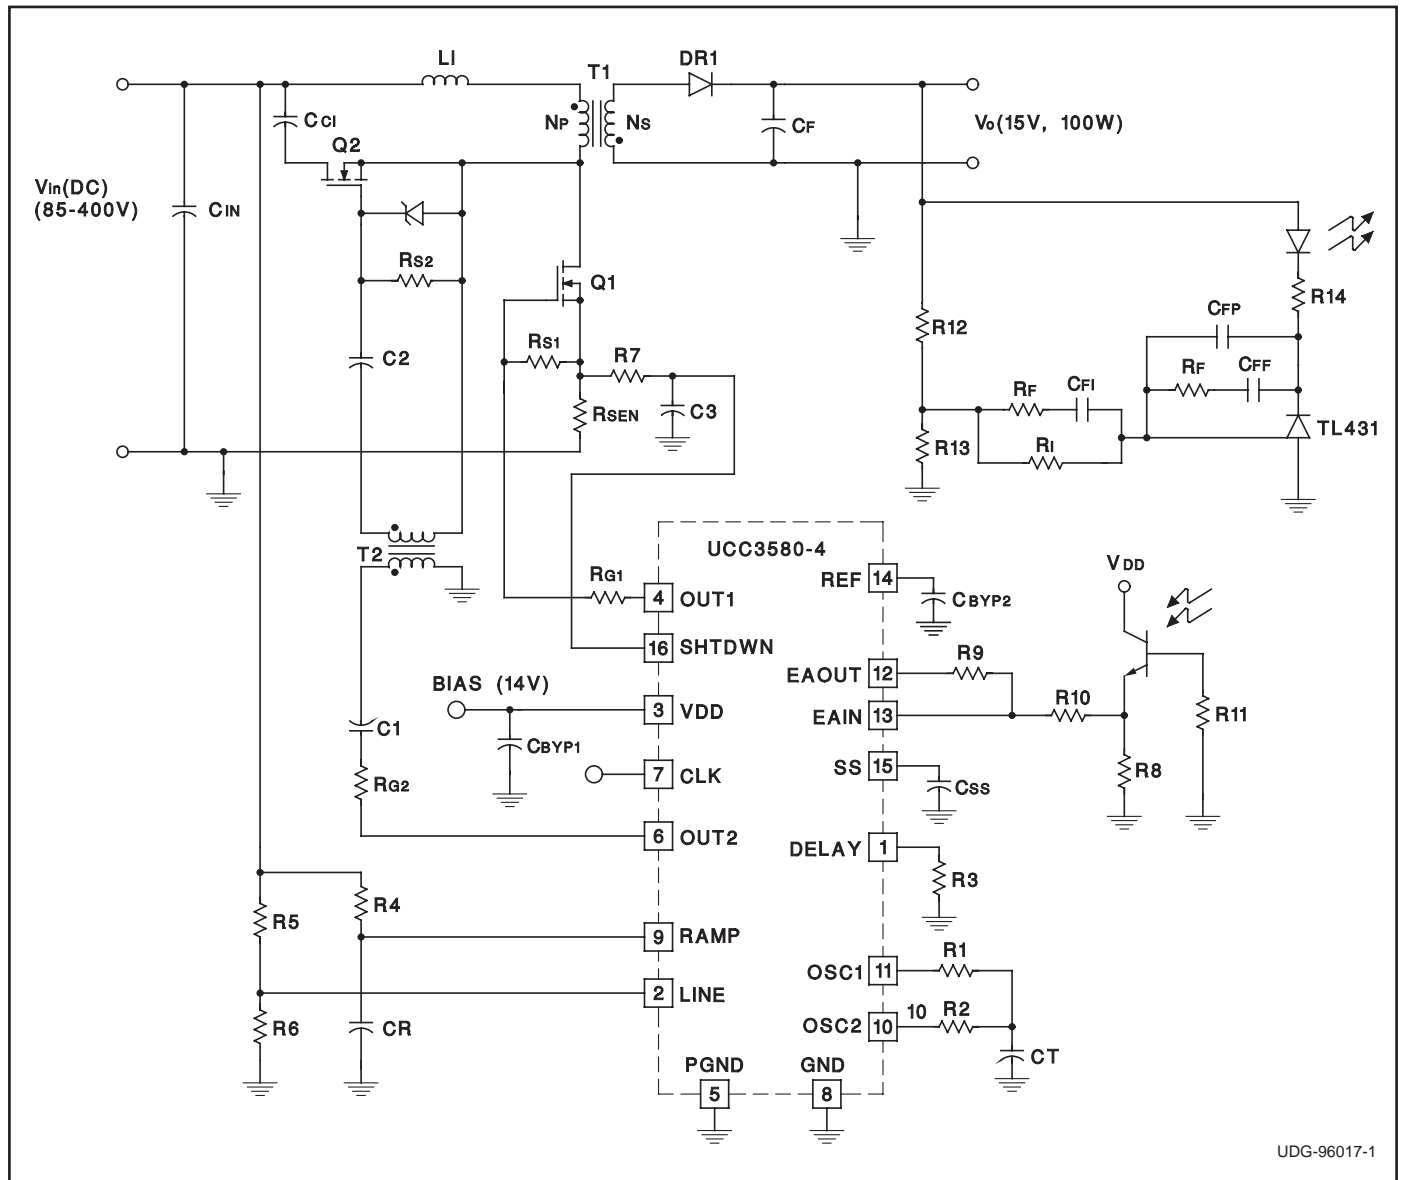 LI
T1
DR1
CCI
NP
NS
CF
Vo(15V, 100W)
Q2
Vin(DC)
(85-400V)
CIN
RS2
Q1
R14
CFP
R12
RS1
R7
C2
RF
CFF
RF
CFI
RSEN
C3
TL431
R13
RI
UCC3580-4
T2
VDD
RG1
REF
14
4
OUT1
CBYP2
16
SHTDWN
R9
EAOUT
12
BIAS (14V)
R10
3
VDD
EAIN
13
R11
C1
CBYP1
SS
15
7
CLK
R8
RG2
CSS
6
OUT2
DELAY
1
R3
R4
R5
9
RAMP
R1
OSC1
11
2
LINE
10
R2
R6
CR
OSC2
10
CT
PGND
GND
5
8
UDG-96017-1